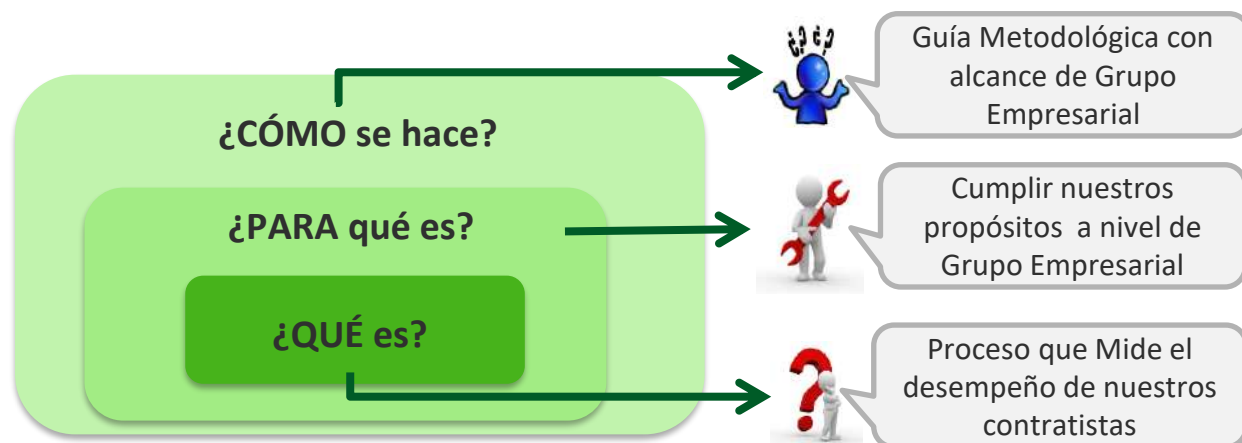 ¿CÓMO se hace?
¿PARA qué es?
¿QUÉ es?
¿? ¿?
Guía Metodológica con
alcance de Grupo
Empresarial
Cumplir nuestros
propósitos a nivel de
Grupo Empresarial
Proceso que Mide el
desempeño de nuestros
contratistas